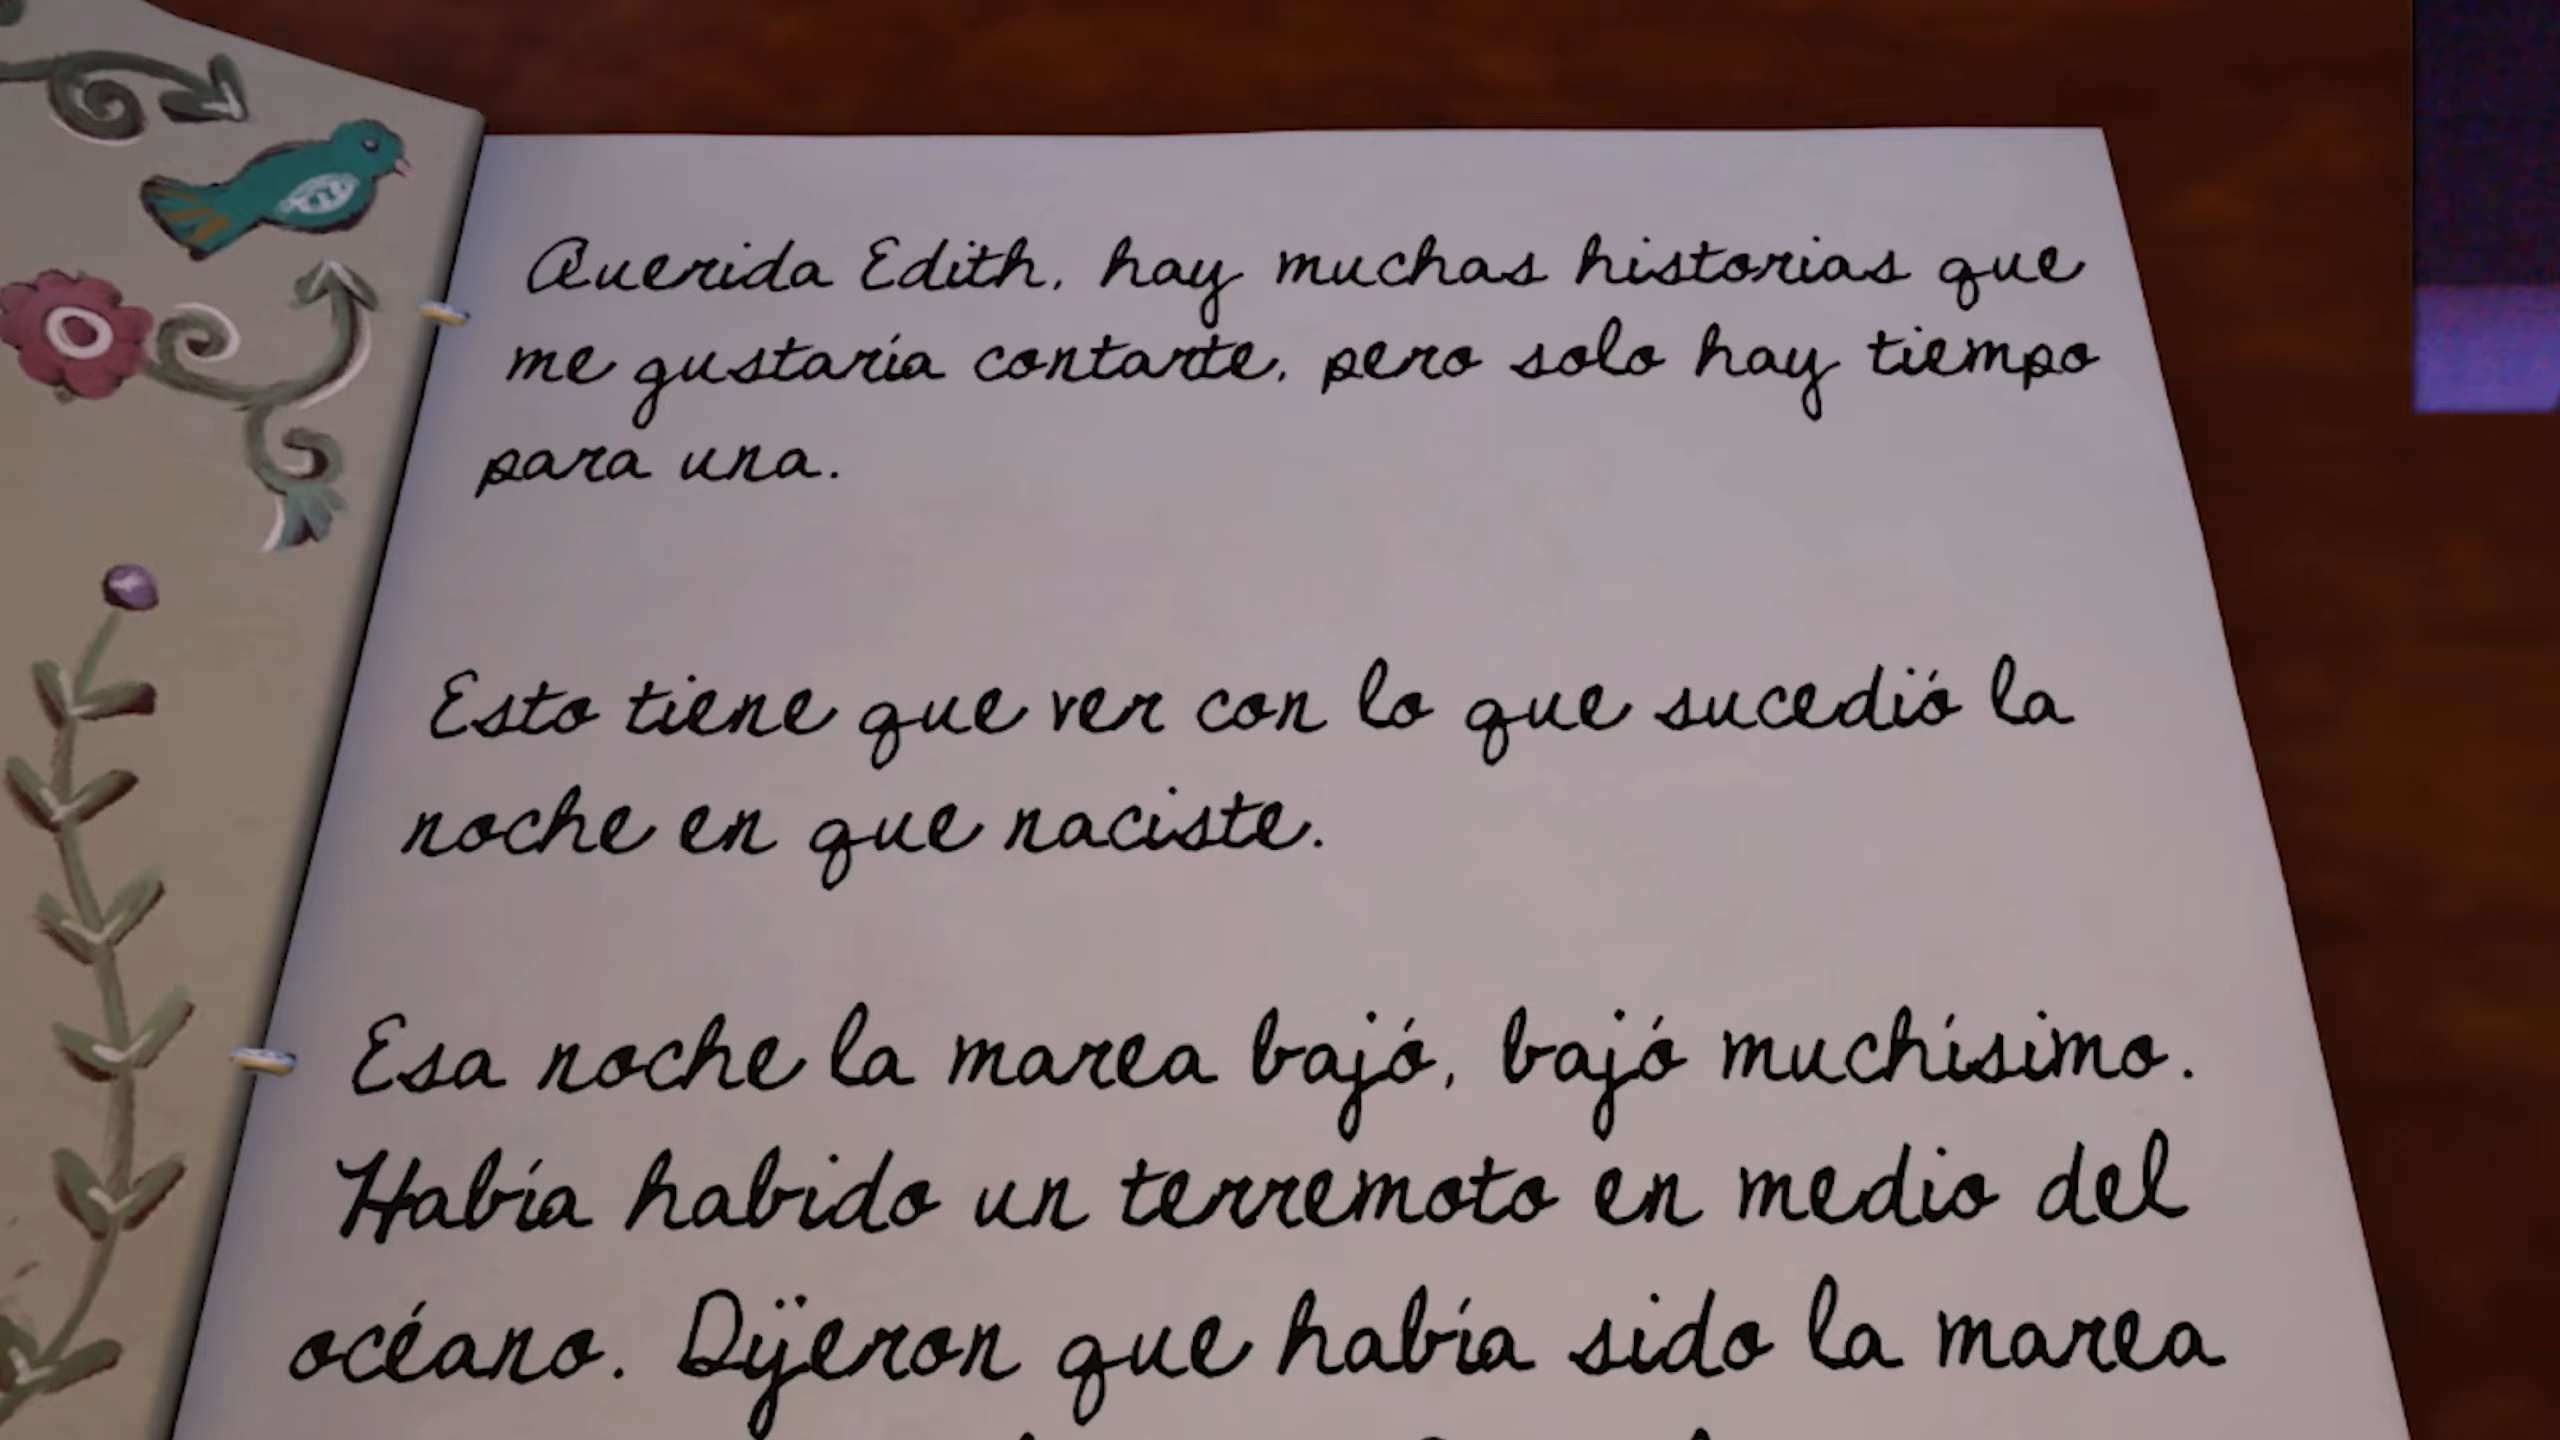 Querida Edith, hay muchas historias que
me gustaría contarte, pero solo hay tiempo
para una.
Esto tiene que ver con lo que sucedió la
noche en que naciste.
Esa noche la marea bajó, bajó muchísimo.
Había habido un terremoto en medio del
océano. Dijeron que había sido la marea